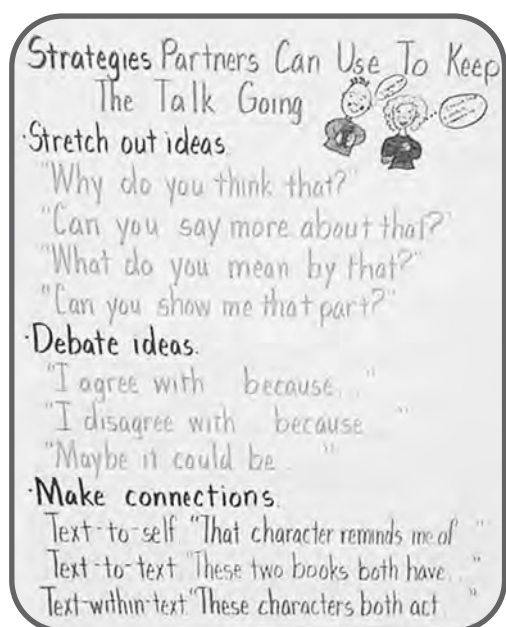 Strategies Partners Can Use To Keep
The Talk Going
·Stretch out ideas
"Why do you think that?"
"Can you say more about that?"
"What do you mean by that?"
"Can you show me that part?"
·Debate ideas.
"I agree with because..."
"I disagree with because "
"Maybe it could be "
·Make connections.
Text-to-self "That character reminds me of "
Text-to-text "These two books both have..."
Text-within-text "These characters both act "